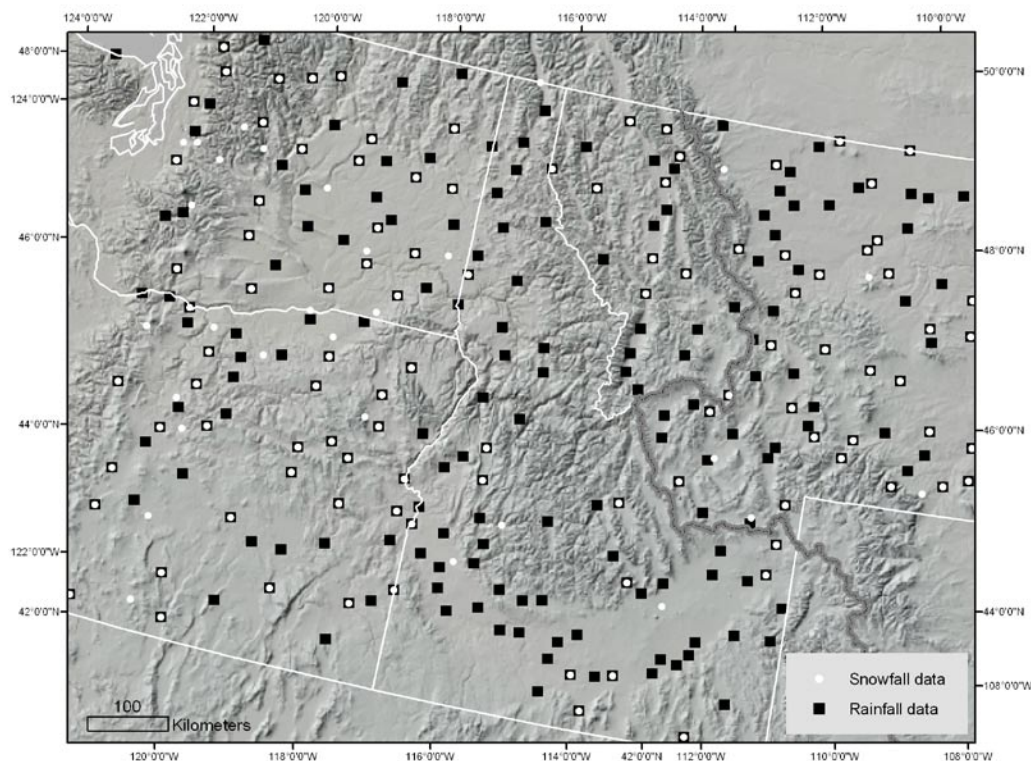 124°0'0"W 122°0'0"W 120°0'0"W 118°0'0"W 116°0'0"W 114°0'0"W 112°0'0"W 110°0'0"W
48°0'0"N
50°0'0"N
124°0'0"W
46°0'0"N
48°0'0"N
44°0'0"N
46°0'0"N
122°0'0"W
42°0'0"N
44°0'0"N
Snowfall data
108°0'0"W
Rainfall data
100
Kilometers
120°0'0"W 118°0'0"W 116°0'0"W 42°0'0"N 112°0'0"W 110°0'0"W 108°0'0"W